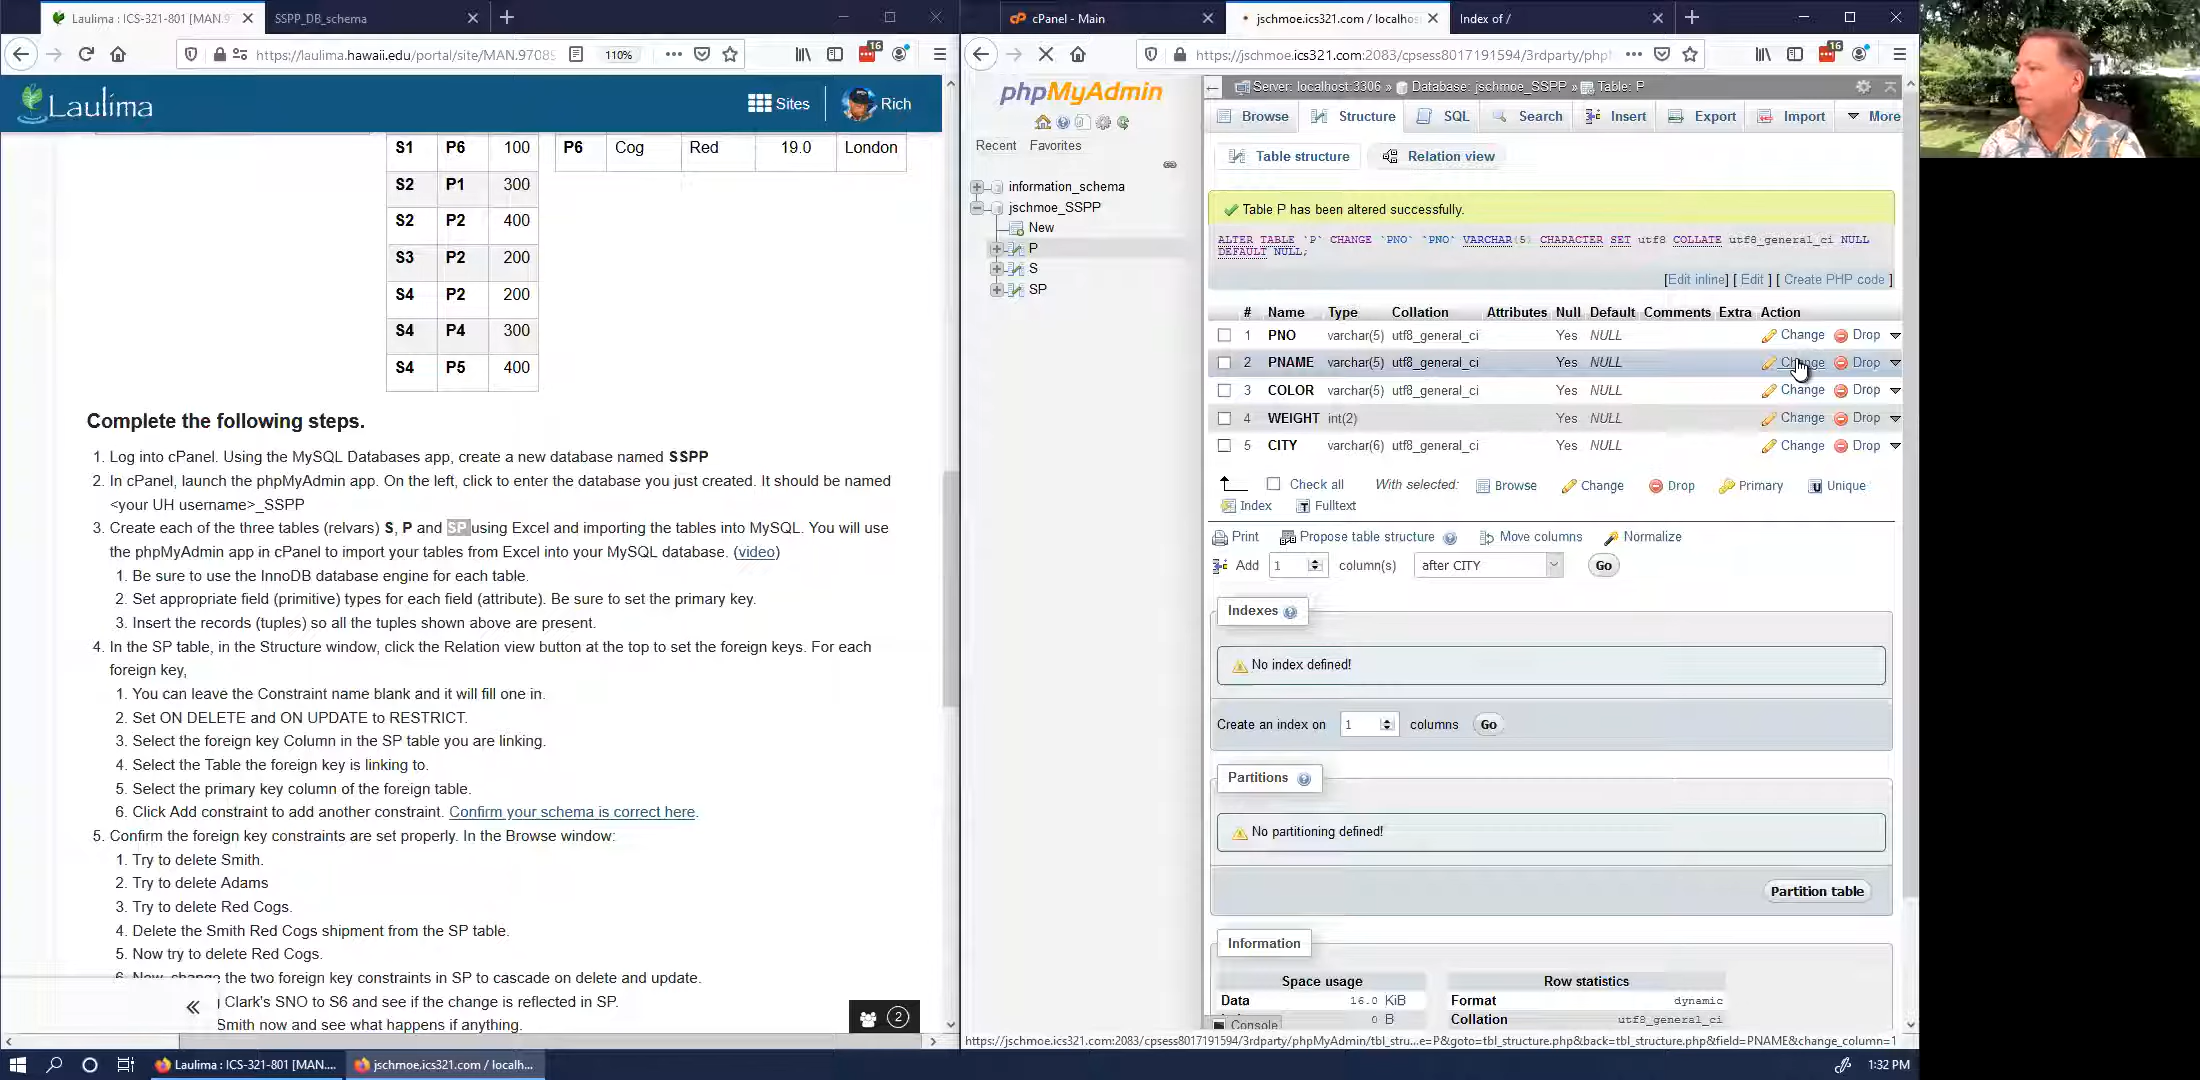 Laulima : ICS-321-801 [MAN.9
SSPP_DB_schema
https://laulima.hawaii.edu/portal/site/MAN.97089
110%
16
Laulima
Sites
Rich
S1 P6 100
S2 P1 300
S2 P2 400
S3 P2 200
S4 P2 200
S4 P4 300
S4 P5 400
P6 Cog Red 19.0 London
Complete the following steps.
1. Log into cPanel. Using the MySQL Databases app, create a new database named SSPP
2. In cPanel, launch the phpMyAdmin app. On the left, click to enter the database you just created. It should be named
<your UH username>_SSPP
3. Create each of the three tables (relvars) S, P and SP using Excel and importing the tables into MySQL. You will use
the phpMyAdmin app in cPanel to import your tables from Excel into your MySQL database. (video)
1. Be sure to use the InnoDB database engine for each table.
2. Set appropriate field (primitive) types for each field (attribute). Be sure to set the primary key.
3. Insert the records (tuples) so all the tuples shown above are present.
4. In the SP table, in the Structure window, click the Relation view button at the top to set the foreign keys. For each
foreign key,
1. You can leave the Constraint name blank and it will fill one in.
2. Set ON DELETE and ON UPDATE to RESTRICT.
3. Select the foreign key Column in the SP table you are linking.
4. Select the Table the foreign key is linking to.
5. Select the primary key column of the foreign table.
6. Click Add constraint to add another constraint. Confirm your schema is correct here.
5. Confirm the foreign key constraints are set properly. In the Browse window:
1. Try to delete Smith.
2. Try to delete Adams
3. Try to delete Red Cogs.
4. Delete the Smith Red Cogs shipment from the SP table.
5. Now try to delete Red Cogs.
6. Now, change the two foreign key constraints in SP to cascade on delete and update.
Clark's SNO to S6 and see if the change is reflected in SP.
Smith now and see what happens if anything.
2
cPanel - Main
jschmoe.ics321.com / localhos
Index of /
https://jschmoe.ics321.com:2083/cpsess8017191594/3rdparty/php
16
phpMyAdmin
Recent Favorites
information_schema
jschmoe_SSPP
New
P
S
SP
Server: localhost:3306 » Database: jschmoe_SSPP » Table: P
Browse Structure SQL Search Insert Export Import More
Table structure Relation view
Table P has been altered successfully.
ALTER TABLE `P` CHANGE `PNO` `PNO` VARCHAR(5) CHARACTER SET utf8 COLLATE utf8_general_ci NULL
DEFAULT NULL;
[Edit inline] [ Edit ] [ Create PHP code ]
# Name Type Collation Attributes Null Default Comments Extra Action
1 PNO varchar(5) utf8_general_ci Yes NULL Change Drop
2 PNAME varchar(5) utf8_general_ci Yes NULL Change Drop
3 COLOR varchar(5) utf8_general_ci Yes NULL Change Drop
4 WEIGHT int(2) Yes NULL Change Drop
5 CITY varchar(6) utf8_general_ci Yes NULL Change Drop
Check all With selected: Browse Change Drop Primary Unique
Index Fulltext
Print Propose table structure Move columns Normalize
Add 1 column(s) after CITY Go
Indexes
No index defined!
Create an index on 1 columns Go
Partitions
No partitioning defined!
Partition table
Information
Space usage
Data 16.0 KiB
0 B
Row statistics
Format dynamic
Collation utf8_general_ci
Console
https://jschmoe.ics321.com:2083/cpsess8017191594/3rdparty/phpMyAdmin/tbl_stru...e=P&goto=tbl_structure.php&back=tbl_structure.php&field=PNAME&change_column=1
Laulima : ICS-321-801 [MAN....
jschmoe.ics321.com / localh...
1:32 PM